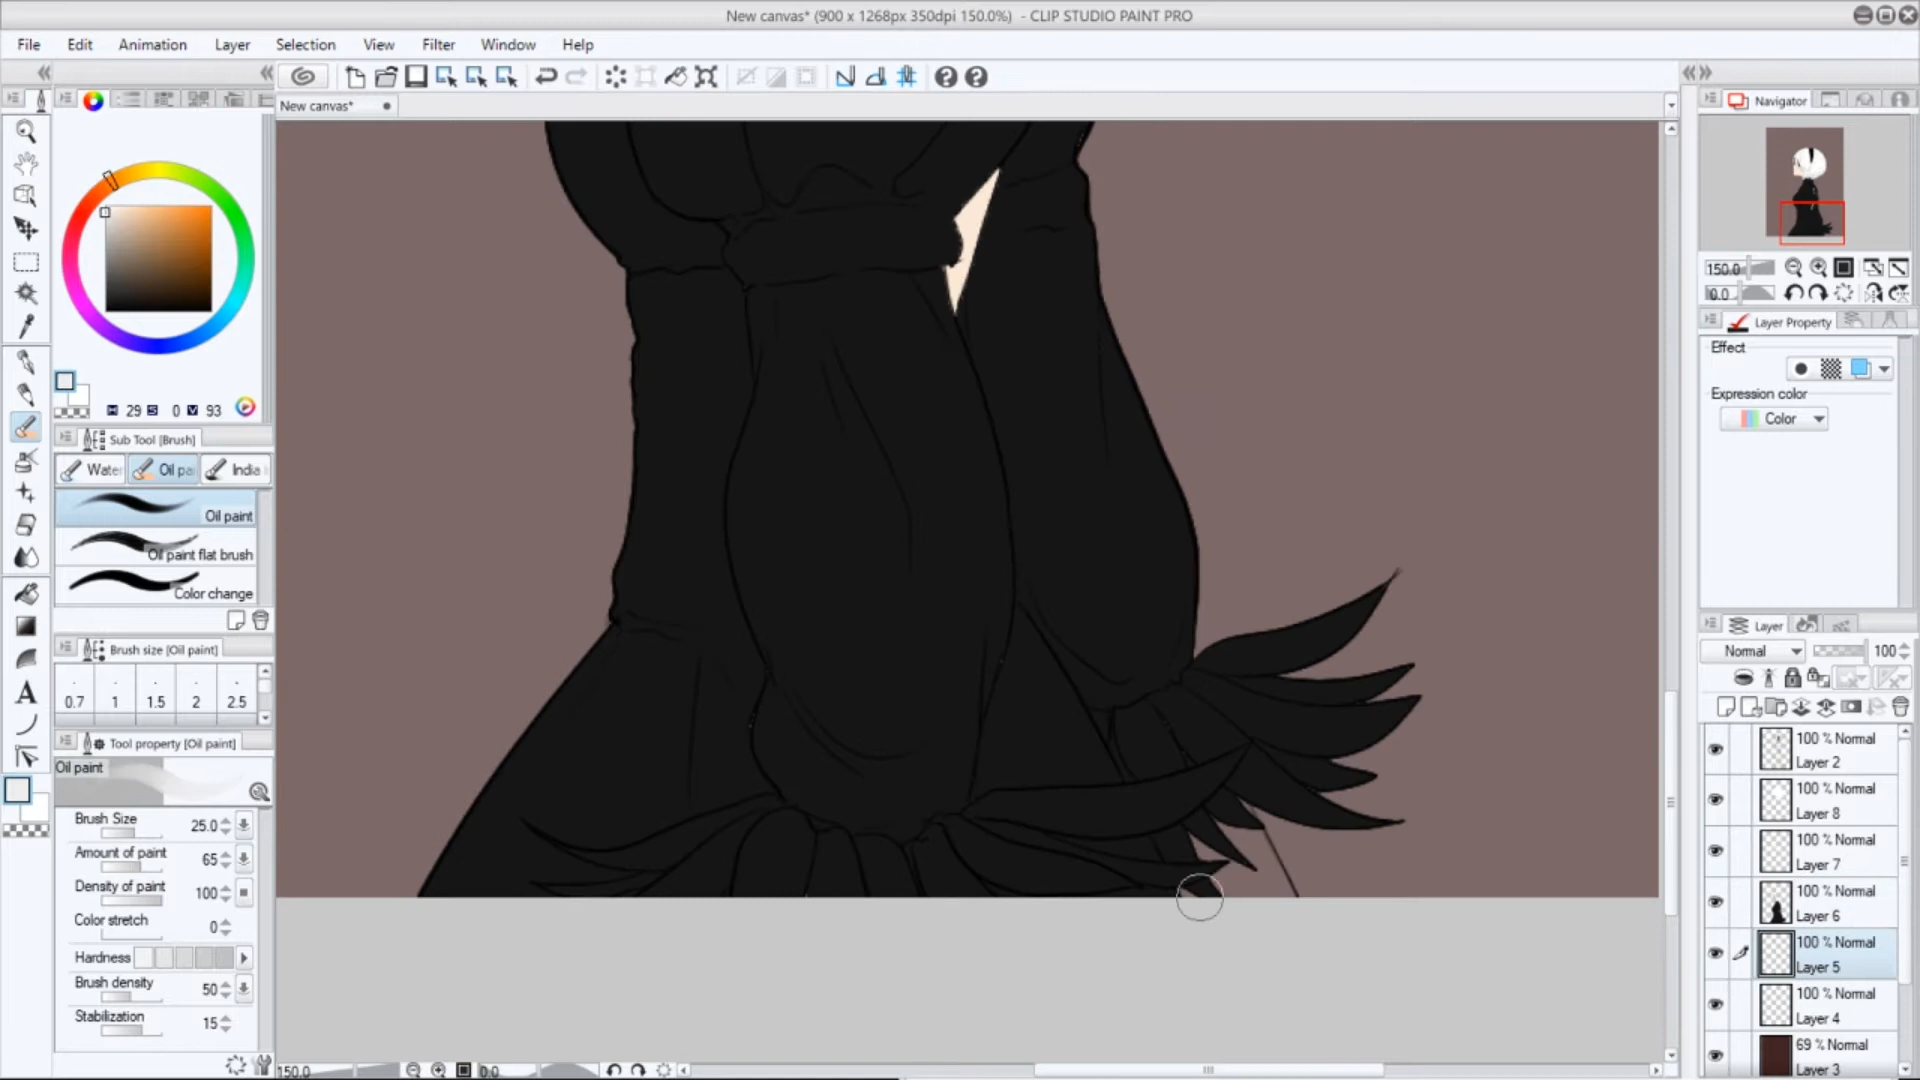 New canvas* (900 x 1268px 350dpi 150.0%) - CLIP STUDIO PAINT PRO
File Edit Animation Layer Selection View Filter Window Help
New canvas*
Navigator
150.0
0.0
Layer Property
Effect
Expression color
Color
H 29 S 0 V 93
Sub Tool [Brush]
Water Oil pa India
Oil paint
Oil paint flat brush
Color change
Brush size [Oil paint]
0.7 1 1.5 2 2.5
Tool property [Oil paint]
Oil paint
Brush Size 25.0
Amount of paint 65
Density of paint 100
Color stretch 0
Hardness
Brush density 50
Stabilization 15
Layer
Normal 100
100 % Normal
Layer 2
100 % Normal
Layer 8
100 % Normal
Layer 7
100 % Normal
Layer 6
100 % Normal
Layer 5
100 % Normal
Layer 4
69 % Normal
Layer 3
150.0 0.0